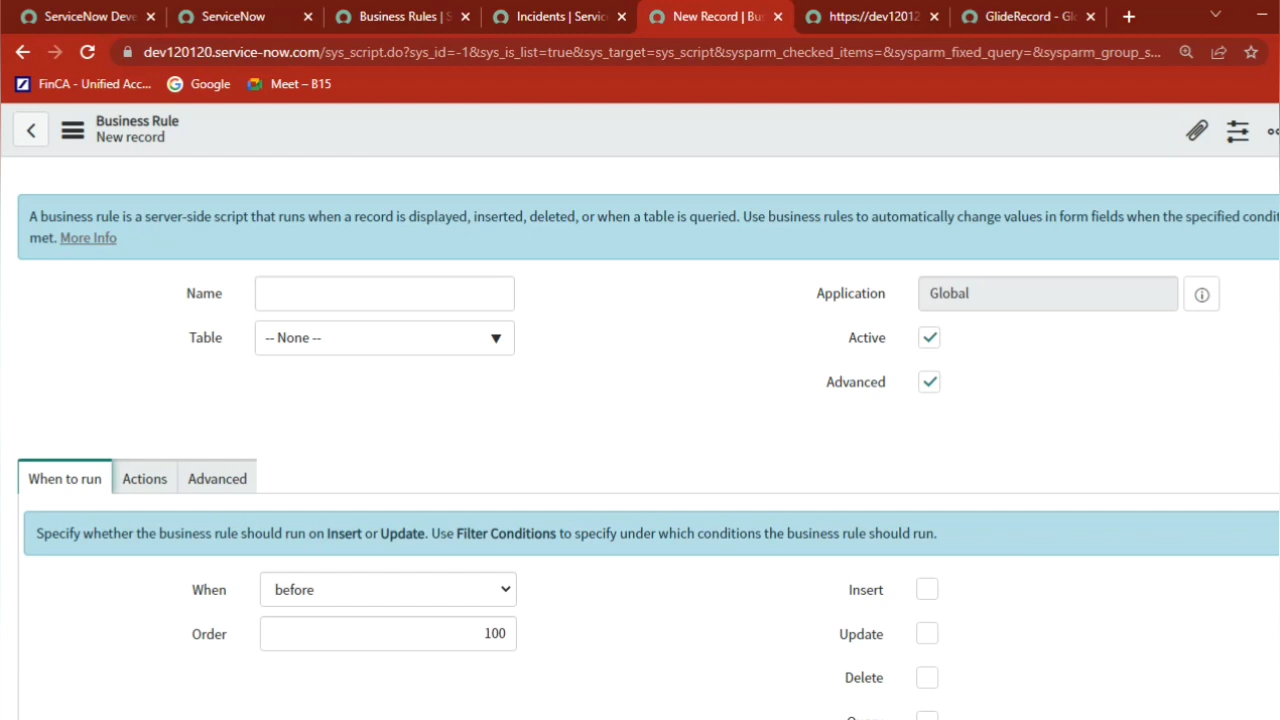 ServiceNow Deve
ServiceNow
Business Rules | S
Incidents | Servic
New Record | Bus
https://dev12012
GlideRecord - Gl
dev120120.service-now.com/sys_script.do?sys_id=-1&sys_is_list=true&sys_target=sys_script&sysparm_checked_items=&sysparm_fixed_query=&sysparm_group_s...
FinCA - Unified Acc...
Google
Meet – B15
Business Rule
New record
A business rule is a server-side script that runs when a record is displayed, inserted, deleted, or when a table is queried. Use business rules to automatically change values in form fields when the specified condit
met. More Info
Name
Application
Global
Table
-- None --
Active
Advanced
When to run
Actions
Advanced
Specify whether the business rule should run on Insert or Update. Use Filter Conditions to specify under which conditions the business rule should run.
When
before
Insert
Order
100
Update
Delete